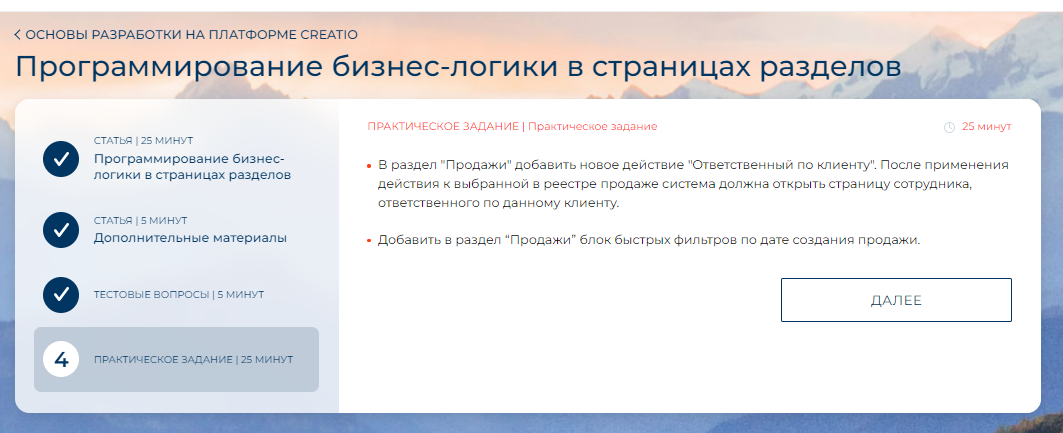 ОСНОВЫ РАЗРАБОТКИ НА ПЛАТФОРМЕ CREATIO
Программирование бизнес-логики в страницах разделов
СТАТЬЯ | 25 МИНУТ
Программирование бизнес-
логики в страницах разделов
СТАТЬЯ | 5 МИНУТ
Дополнительные материалы
ТЕСТОВЫЕ ВОПРОСЫ | 5 МИНУТ
4
ПРАКТИЧЕСКОЕ ЗАДАНИЕ | 25 МИНУТ
ПРАКТИЧЕСКОЕ ЗАДАНИЕ | Практическое задание
25 минут
В раздел "Продажи" добавить новое действие "Ответственный по клиенту". После применения
действия к выбранной в реестре продаже система должна открыть страницу сотрудника,
ответственного по данному клиенту.
Добавить в раздел “Продажи” блок быстрых фильтров по дате создания продажи.
ДАЛЕЕ